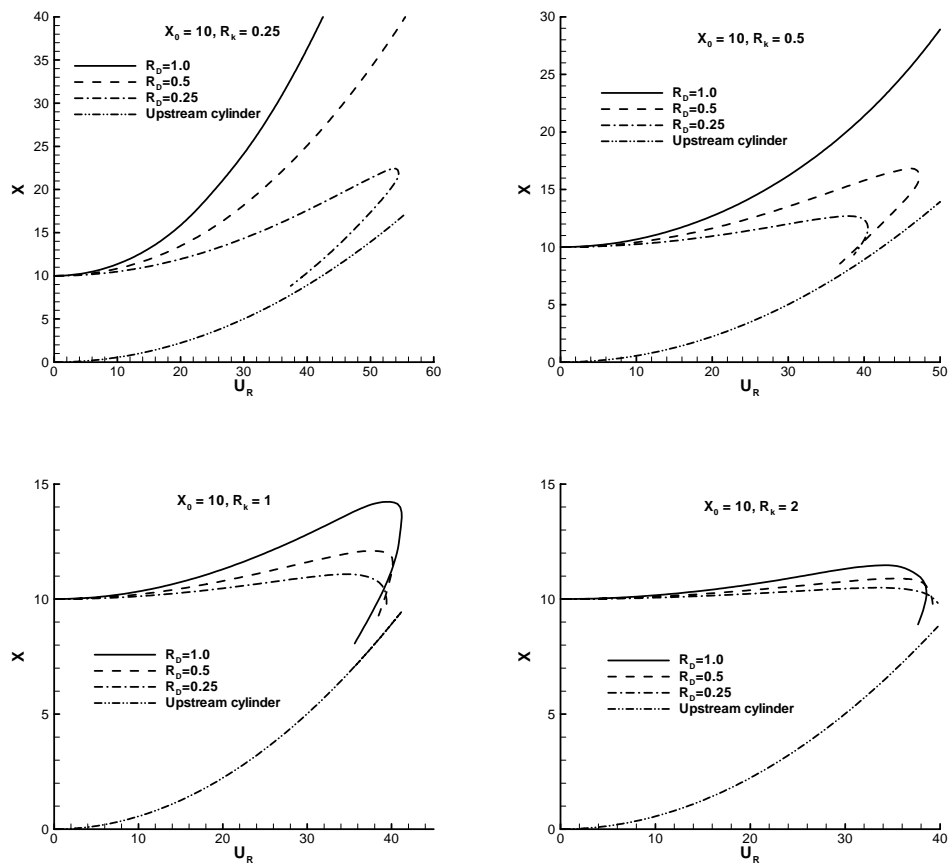 X₀ = 10, Rₖ = 0.25
R_D=1.0
R_D=0.5
R_D=0.25
Upstream cylinder
X
40
35
30
25
20
15
10
5
0
0 10 20 30 40 50 60
U_R
X₀ = 10, Rₖ = 0.5
R_D=1.0
R_D=0.5
R_D=0.25
Upstream cylinder
X
30
25
20
15
10
5
0
0 10 20 30 40 50
U_R
X₀ = 10, Rₖ = 1
R_D=1.0
R_D=0.5
R_D=0.25
Upstream cylinder
X
15
10
5
0
0 10 20 30 40
U_R
X₀ = 10, Rₖ = 2
R_D=1.0
R_D=0.5
R_D=0.25
Upstream cylinder
X
15
10
5
0
0 10 20 30 40
U_R